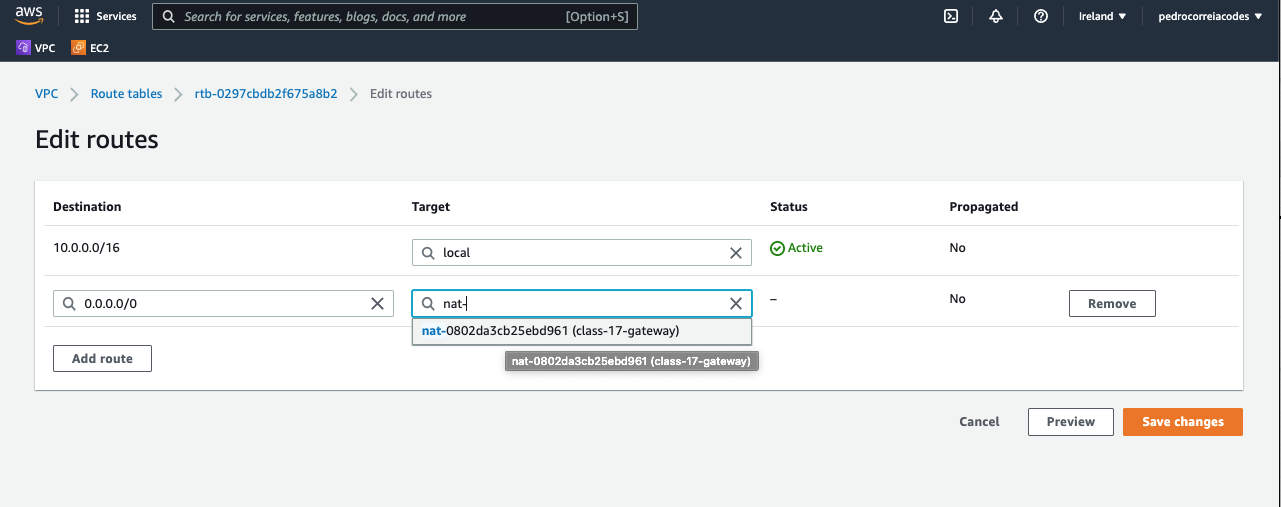 aws
Services
Search for services, features, blogs, docs, and more
[Option+S]
Ireland ▼
pedrocorreiacodes ▼
VPC
EC2
VPC > Route tables > rtb-0297cbdb2f675a8b2 > Edit routes
Edit routes
Destination Target Status Propagated
10.0.0.0/16 local Active No
0.0.0.0/0 nat- – No Remove
nat-0802da3cb25ebd961 (class-17-gateway)
nat-0802da3cb25ebd961 (class-17-gateway)
Add route
Cancel Preview Save changes